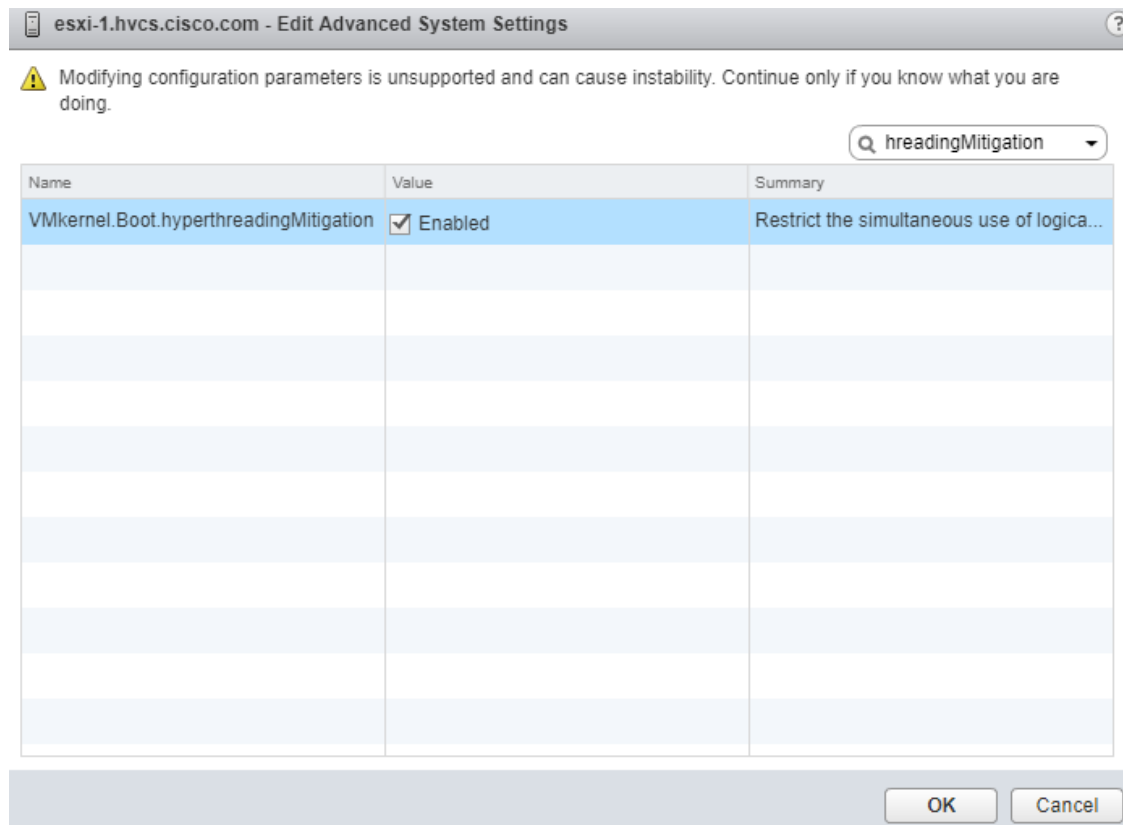 esxi-1.hvcs.cisco.com - Edit Advanced System Settings
?
Modifying configuration parameters is unsupported and can cause instability. Continue only if you know what you are
doing.
hreadingMitigation
Name Value Summary
VMkernel.Boot.hyperthreadingMitigation Enabled Restrict the simultaneous use of logica...
OK Cancel